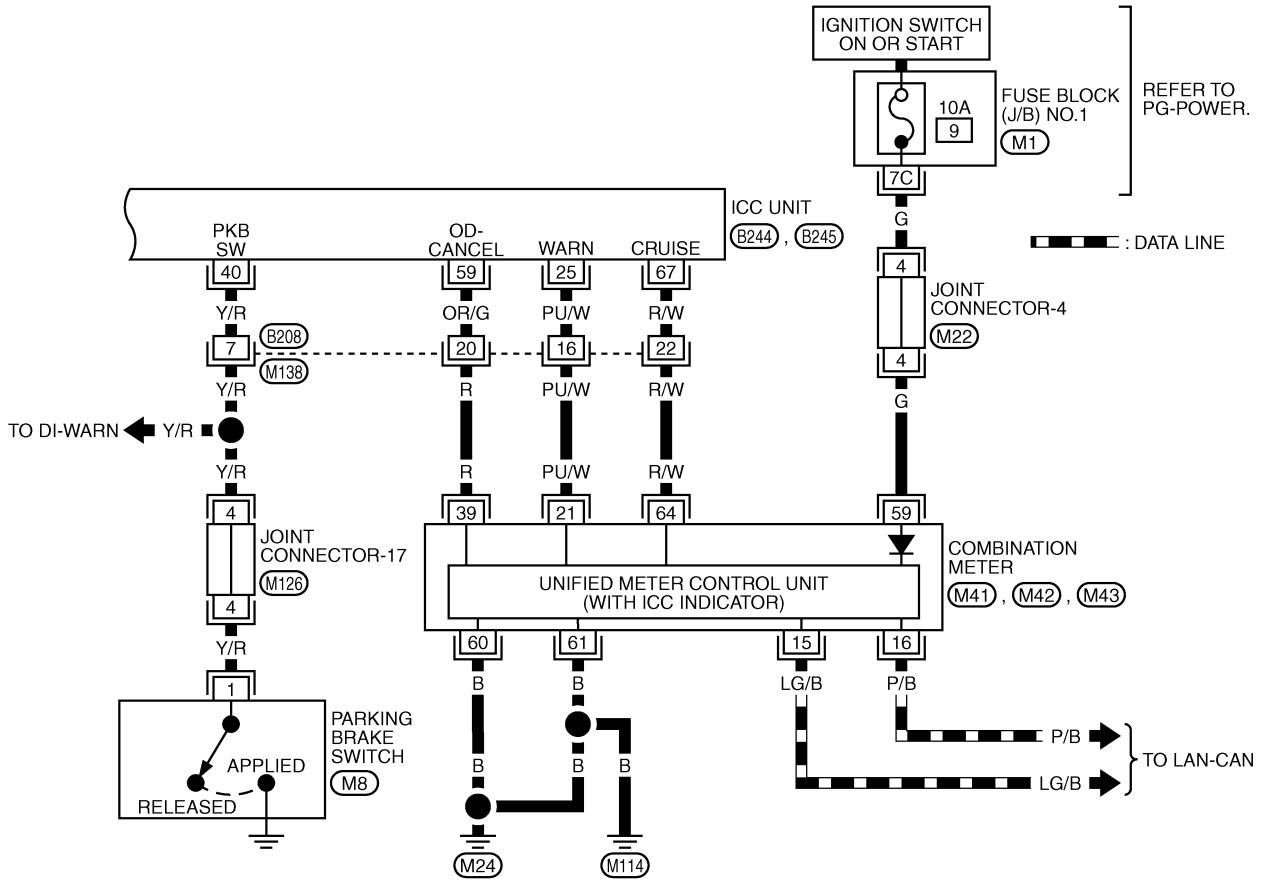 IGNITION SWITCH
ON OR START
FUSE BLOCK
(J/B) NO.1
M1
10A
9
7C
REFER TO
PG-POWER.
G
: DATA LINE
4
JOINT
CONNECTOR-4
M22
4
G
ICC UNIT
B244 , B245
PKB
SW
OD-
CANCEL
WARN
CRUISE
40
59
25
67
Y/R
OR/G
PU/W
R/W
7
B208
M138
20
16
22
Y/R
R
PU/W
R/W
TO DI-WARN
Y/R
Y/R
R
PU/W
R/W
4
39
21
64
59
JOINT
CONNECTOR-17
M126
4
Y/R
1
UNIFIED METER CONTROL UNIT
(WITH ICC INDICATOR)
COMBINATION
METER
M41 , M42 , M43
60
61
15
16
B
B
LG/B
P/B
PARKING
BRAKE
SWITCH
M8
APPLIED
RELEASED
B
B
B
P/B
LG/B
TO LAN-CAN
M24
M114